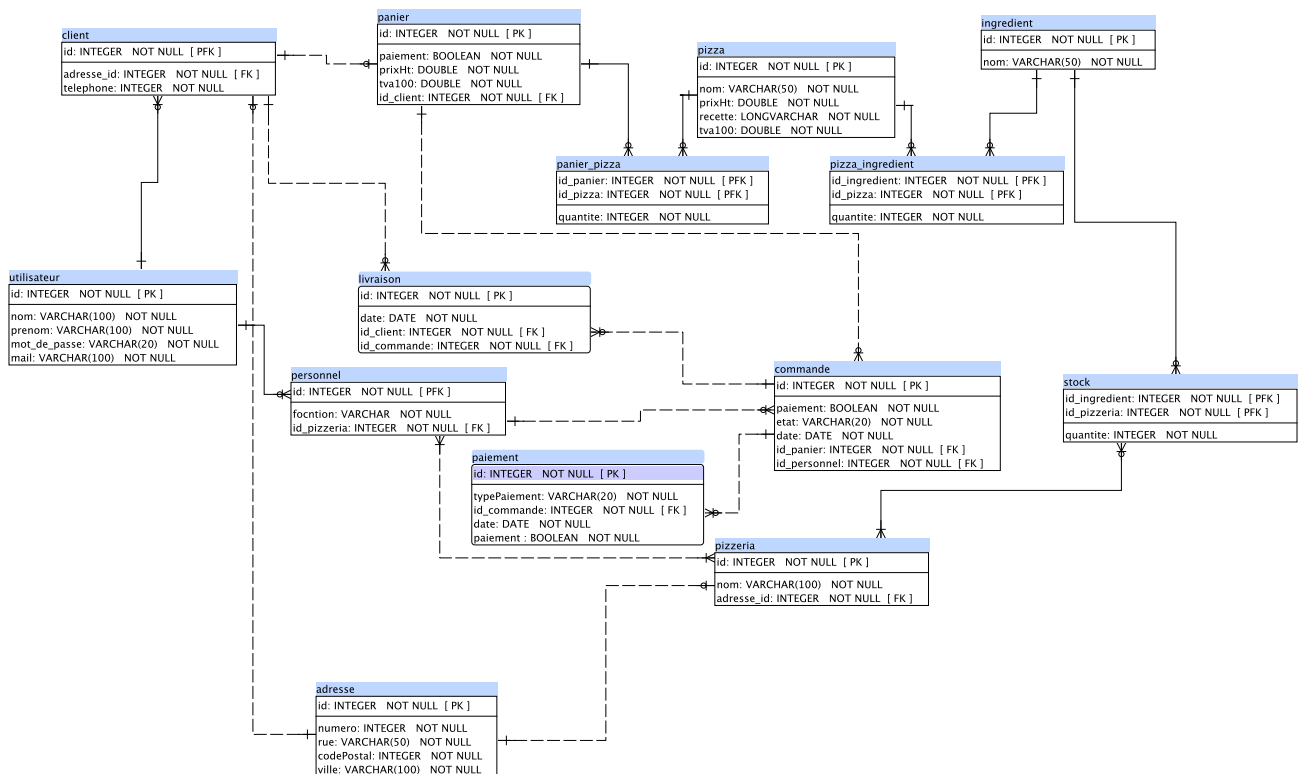 client
id: INTEGER NOT NULL [ PFK ]
adresse_id: INTEGER NOT NULL [ FK ]
telephone: INTEGER NOT NULL
panier
id: INTEGER NOT NULL [ PK ]
paiement: BOOLEAN NOT NULL
prixHt: DOUBLE NOT NULL
tva100: DOUBLE NOT NULL
id_client: INTEGER NOT NULL [ FK ]
pizza
id: INTEGER NOT NULL [ PK ]
nom: VARCHAR(50) NOT NULL
prixHt: DOUBLE NOT NULL
recette: LONGVARCHAR NOT NULL
tva100: DOUBLE NOT NULL
ingredient
id: INTEGER NOT NULL [ PK ]
nom: VARCHAR(50) NOT NULL
panier_pizza
id_panier: INTEGER NOT NULL [ PFK ]
id_pizza: INTEGER NOT NULL [ PFK ]
quantite: INTEGER NOT NULL
pizza_ingredient
id_ingredient: INTEGER NOT NULL [ PFK ]
id_pizza: INTEGER NOT NULL [ PFK ]
quantite: INTEGER NOT NULL
utilisateur
id: INTEGER NOT NULL [ PK ]
nom: VARCHAR(100) NOT NULL
prenom: VARCHAR(100) NOT NULL
mot_de_passe: VARCHAR(20) NOT NULL
mail: VARCHAR(100) NOT NULL
livraison
id: INTEGER NOT NULL [ PK ]
date: DATE NOT NULL
id_client: INTEGER NOT NULL [ FK ]
id_commande: INTEGER NOT NULL [ FK ]
personnel
id: INTEGER NOT NULL [ PFK ]
focntion: VARCHAR NOT NULL
id_pizzeria: INTEGER NOT NULL [ FK ]
commande
id: INTEGER NOT NULL [ PK ]
paiement: BOOLEAN NOT NULL
etat: VARCHAR(20) NOT NULL
date: DATE NOT NULL
id_panier: INTEGER NOT NULL [ FK ]
id_personnel: INTEGER NOT NULL [ FK ]
stock
id_ingredient: INTEGER NOT NULL [ PFK ]
id_pizzeria: INTEGER NOT NULL [ PFK ]
quantite: INTEGER NOT NULL
paiement
id: INTEGER NOT NULL [ PK ]
typePaiement: VARCHAR(20) NOT NULL
id_commande: INTEGER NOT NULL [ FK ]
date: DATE NOT NULL
paiement : BOOLEAN NOT NULL
pizzeria
id: INTEGER NOT NULL [ PK ]
nom: VARCHAR(100) NOT NULL
adresse_id: INTEGER NOT NULL [ FK ]
adresse
id: INTEGER NOT NULL [ PK ]
numero: INTEGER NOT NULL
rue: VARCHAR(50) NOT NULL
codePostal: INTEGER NOT NULL
ville: VARCHAR(100) NOT NULL